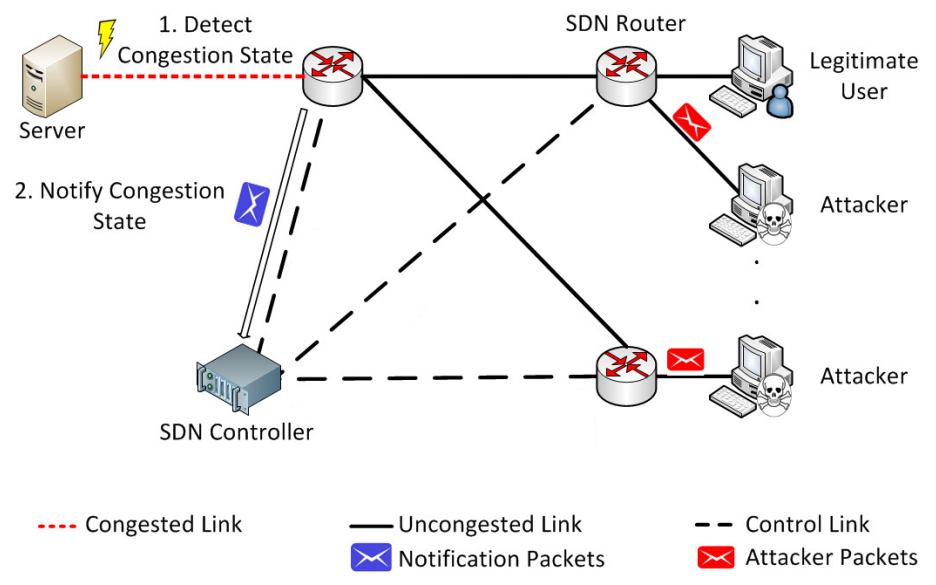 1. Detect
Congestion State
SDN Router
Legitimate
User
Server
2. Notify Congestion
State
Attacker
.
.
Attacker
SDN Controller
Congested Link
Uncongested Link
Control Link
Notification Packets
Attacker Packets